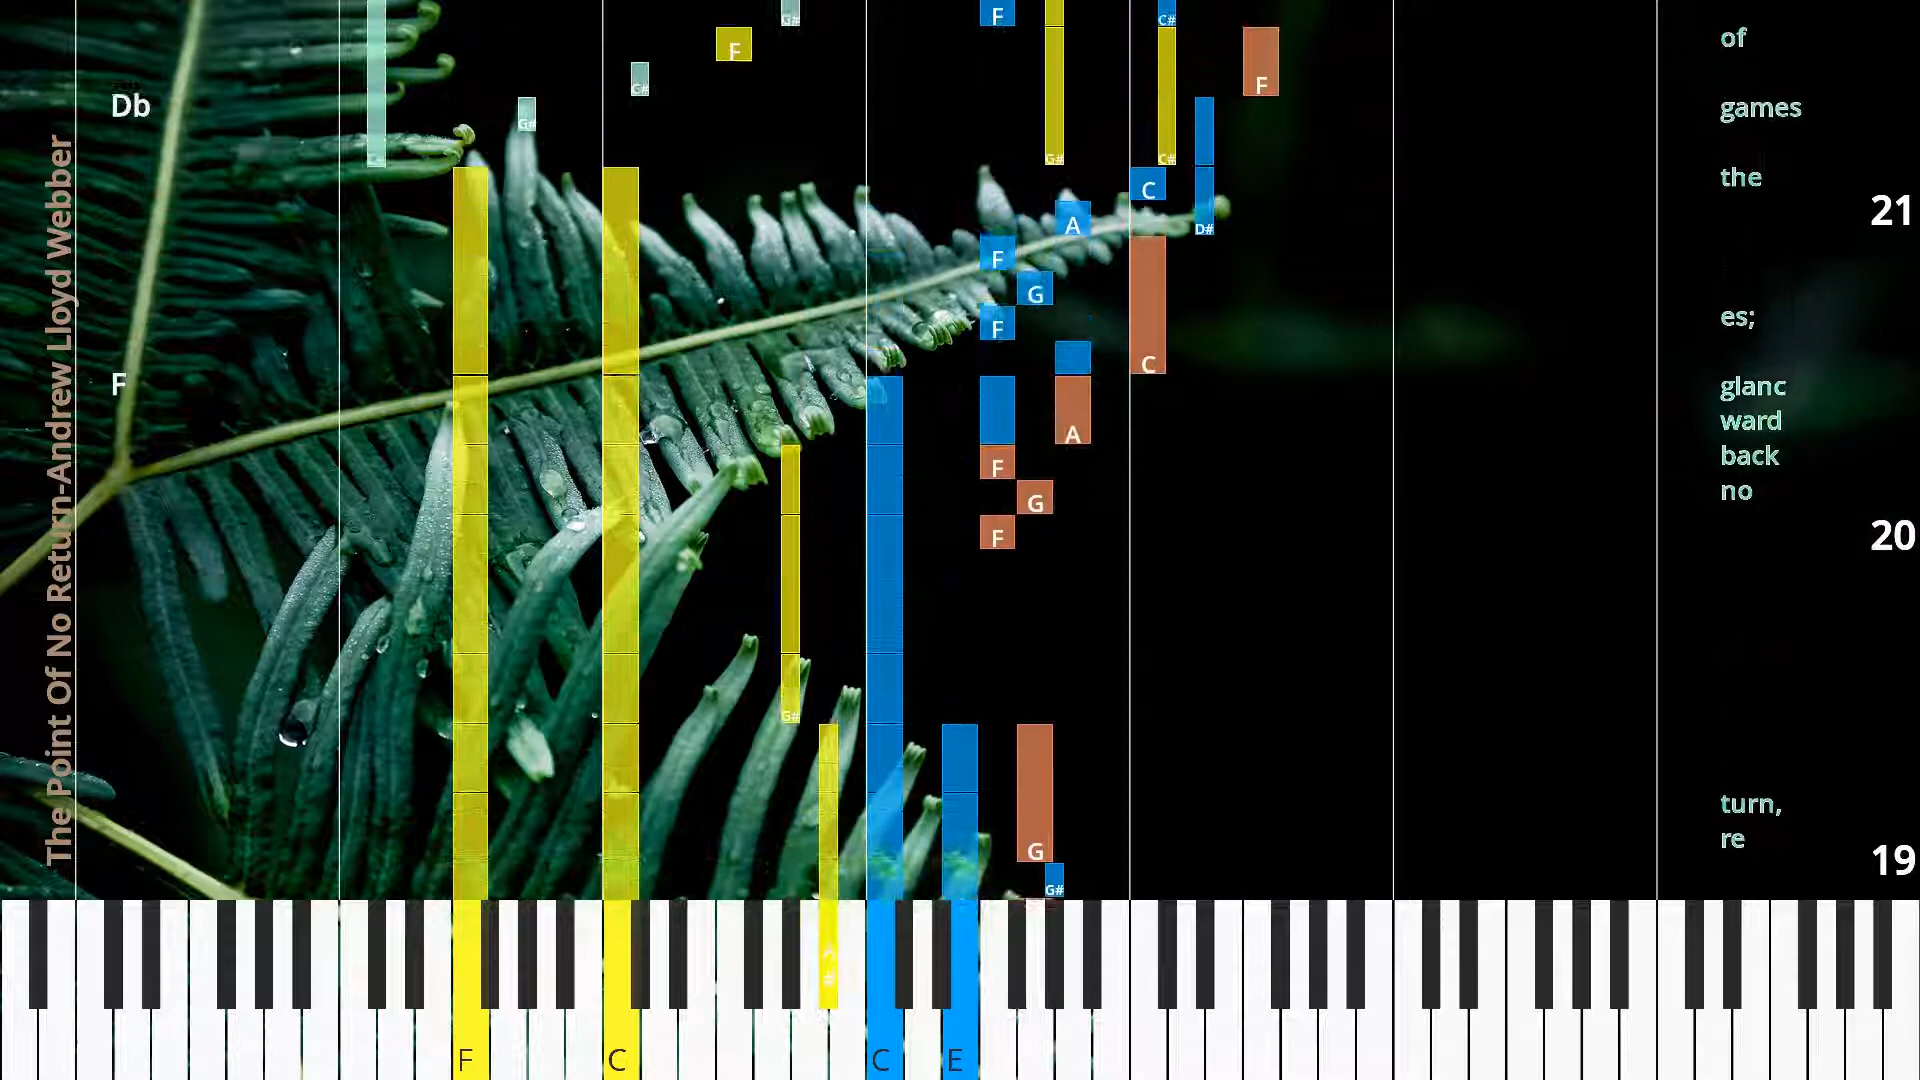 The Point Of No Return-Andrew Lloyd Webber
G# F C# of
F
F
G#
Db G# games
C# G# C#
C the
A D# 21
F
G
F es;
F C
glanc
A ward
F back
G no
F 20
G#
turn,
G re
G# 19
F C C E